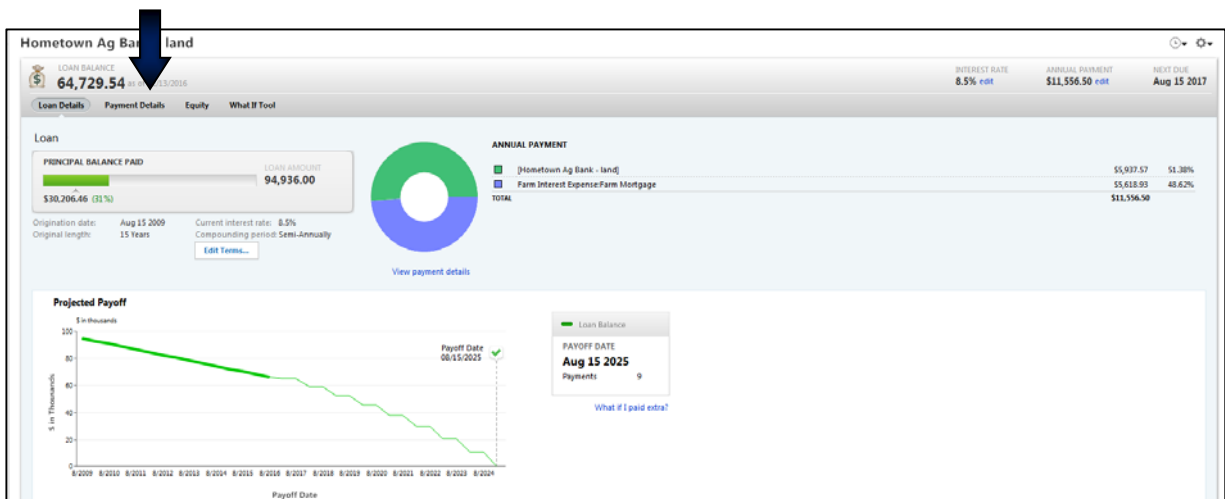 Hometown Ag Ba land
LOAN BALANCE
64,729.54 as /13/2016
INTEREST RATE
8.5% edit
ANNUAL PAYMENT
$11,556.50 edit
NEXT DUE
Aug 15 2017
Loan Details Payment Details Equity What If Tool
Loan
PRINCIPAL BALANCE PAID
LOAN AMOUNT
94,936.00
$30,206.46 (31%)
Origination date: Aug 15 2009 Current interest rate: 8.5%
Original length: 15 Years Compounding period: Semi-Annually
Edit Terms...
View payment details
ANNUAL PAYMENT
[Hometown Ag Bank - land] $5,937.57 51.38%
Farm Interest Expense:Farm Mortgage $5,618.93 48.62%
TOTAL $11,556.50
Projected Payoff
$ in thousands
100
80
60
40
20
0
$ in Thousands
8/2009 8/2010 8/2011 8/2012 8/2013 8/2014 8/2015 8/2016 8/2017 8/2018 8/2019 8/2020 8/2021 8/2022 8/2023 8/2024
Payoff Date
Payoff Date
08/15/2025
Loan Balance
PAYOFF DATE
Aug 15 2025
Payments 9
What if I paid extra?